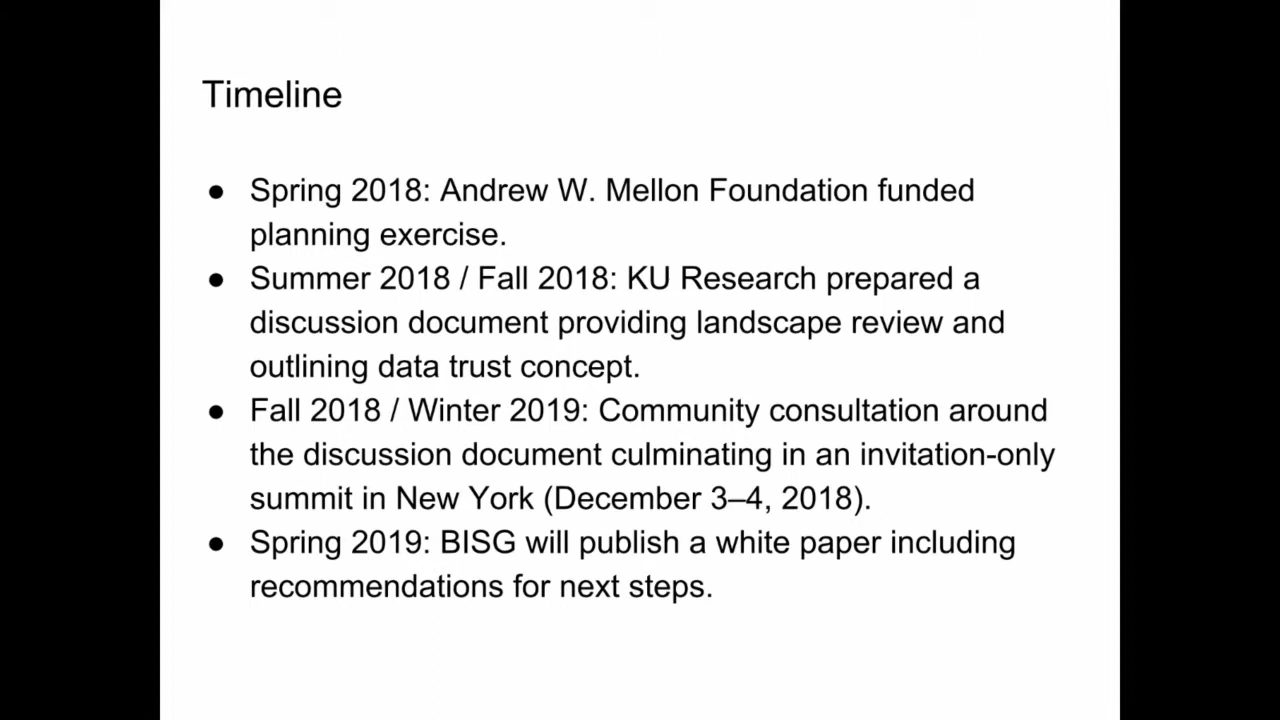 Timeline
● Spring 2018: Andrew W. Mellon Foundation funded
planning exercise.
● Summer 2018 / Fall 2018: KU Research prepared a
discussion document providing landscape review and
outlining data trust concept.
● Fall 2018 / Winter 2019: Community consultation around
the discussion document culminating in an invitation-only
summit in New York (December 3–4, 2018).
● Spring 2019: BISG will publish a white paper including
recommendations for next steps.